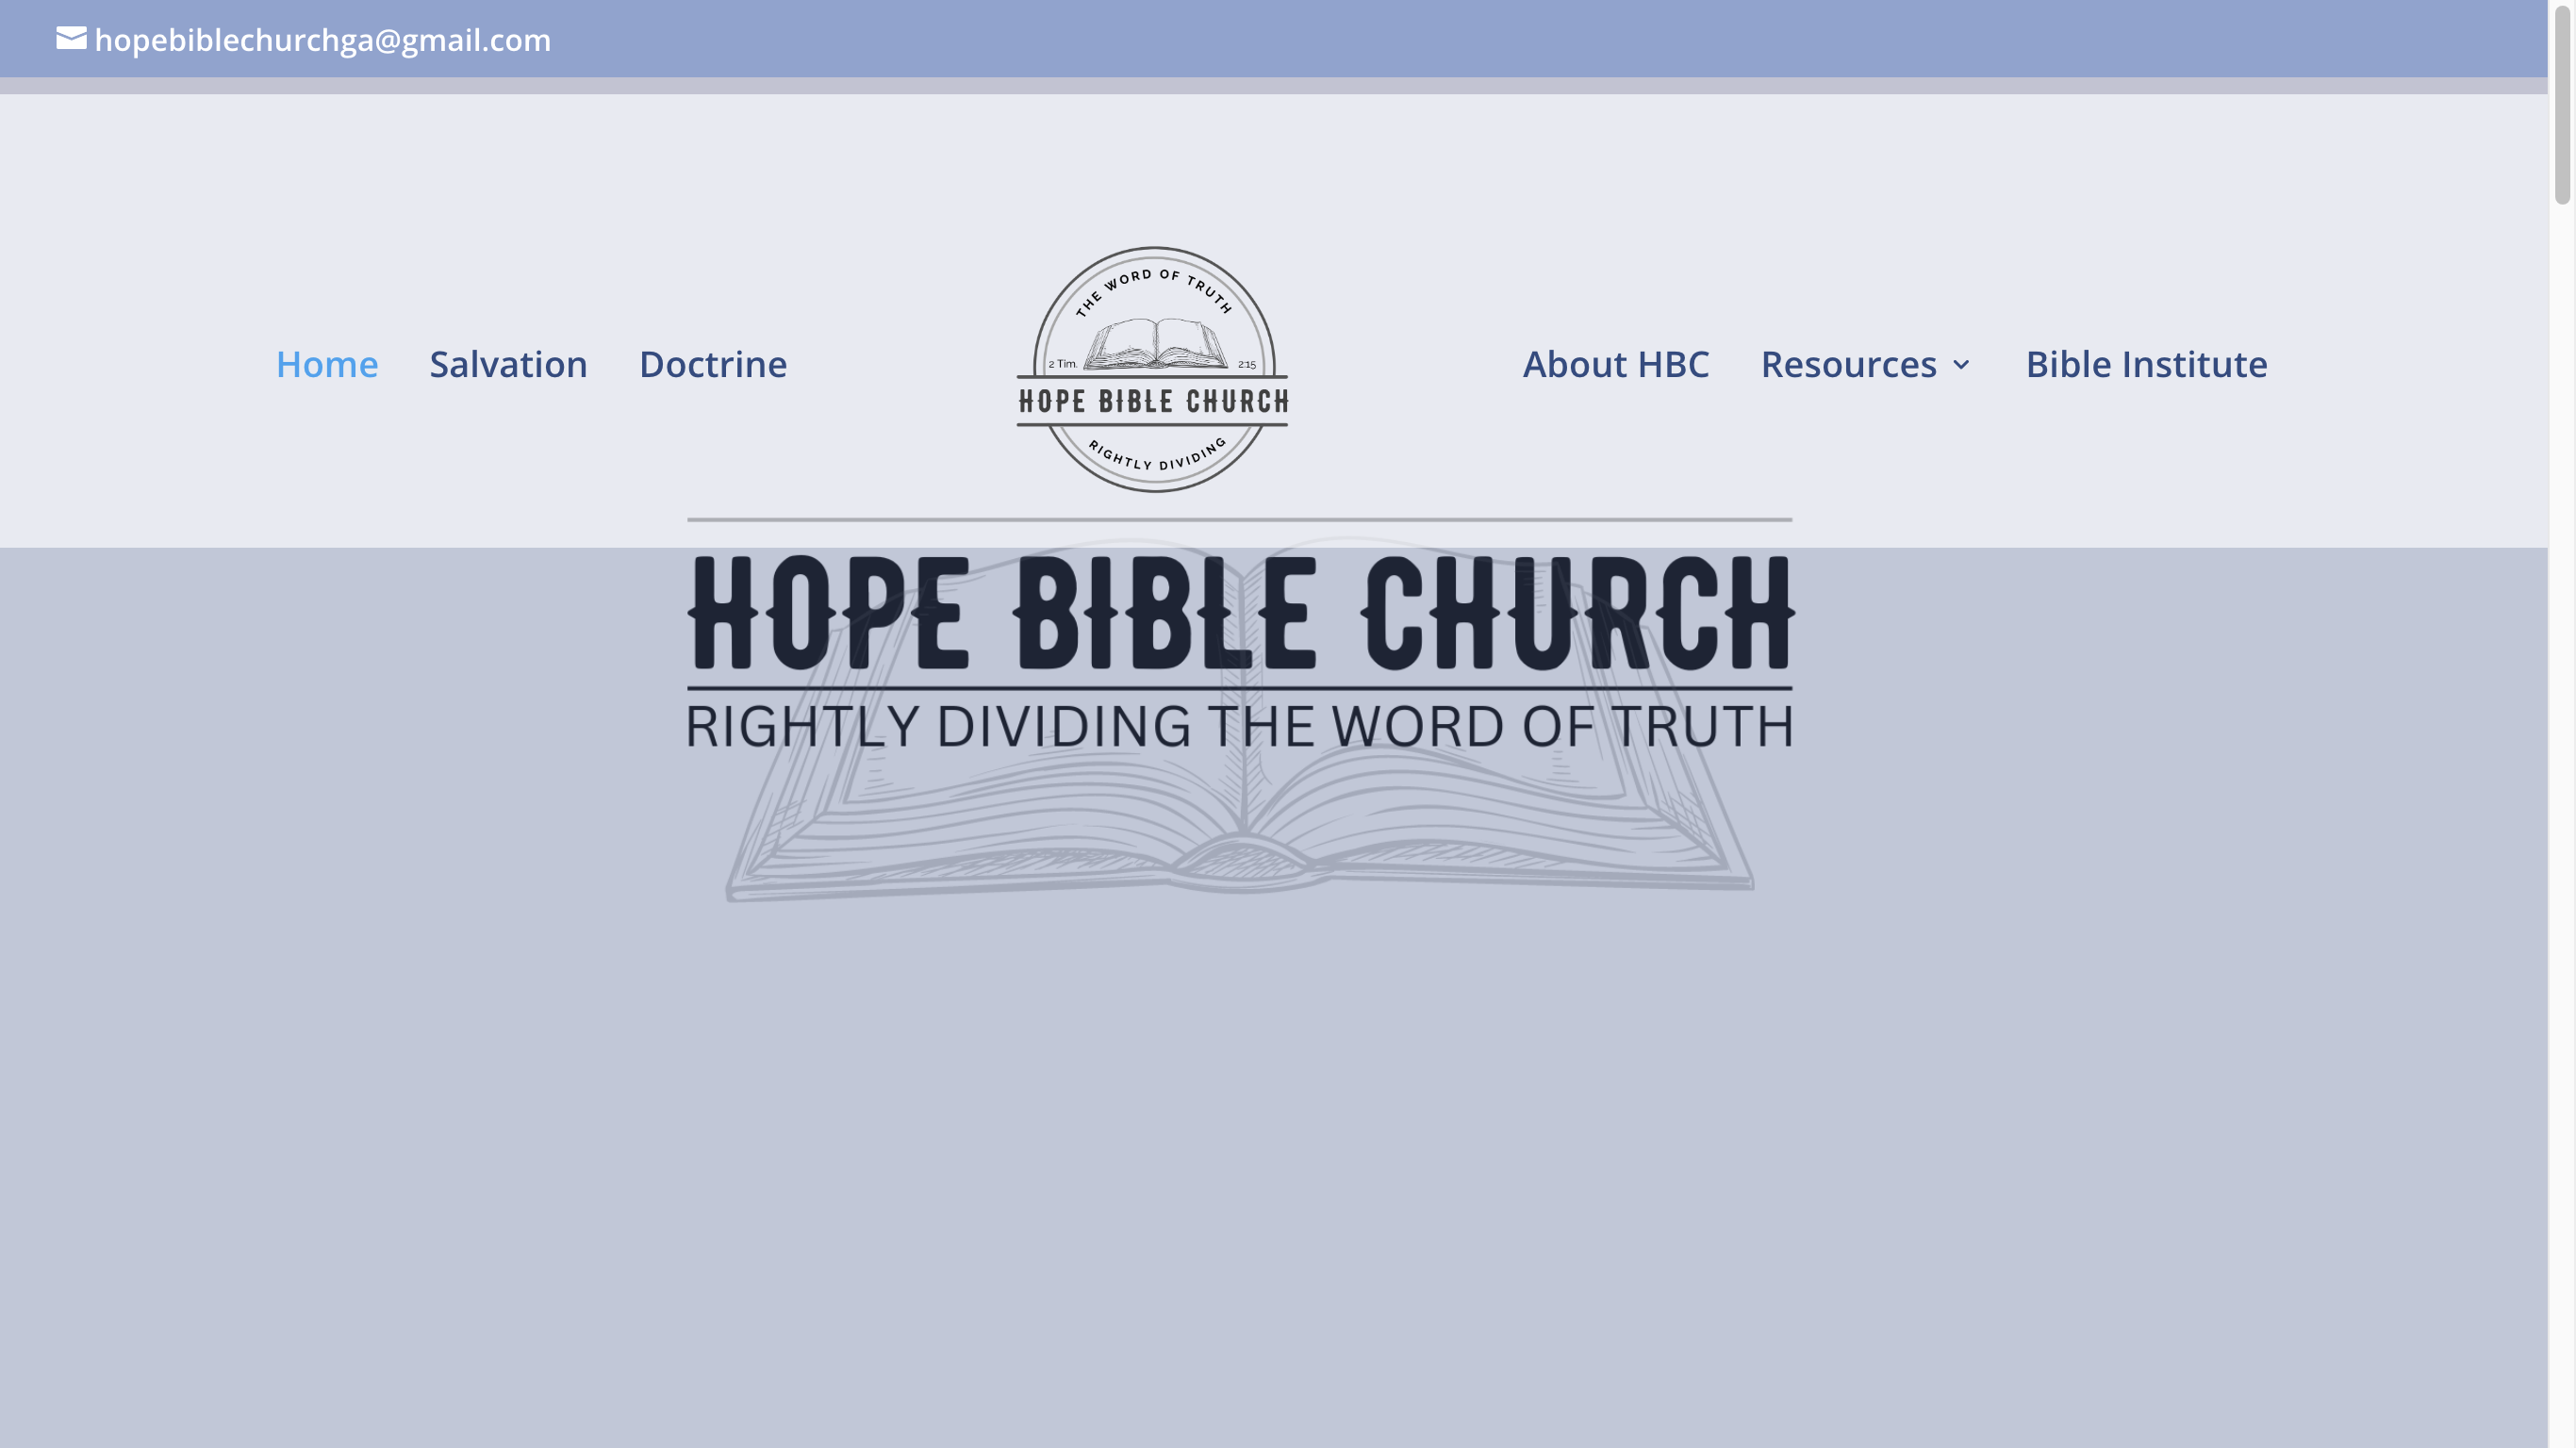 hopebiblechurchga@gmail.com
Home
Salvation
Doctrine
THE WORD OF TRUTH
2 Tim.
2:15
HOPE BIBLE CHURCH
RIGHTLY DIVIDING
About HBC
Resources
Bible Institute
HOPE BIBLE CHURCH
RIGHTLY DIVIDING THE WORD OF TRUTH